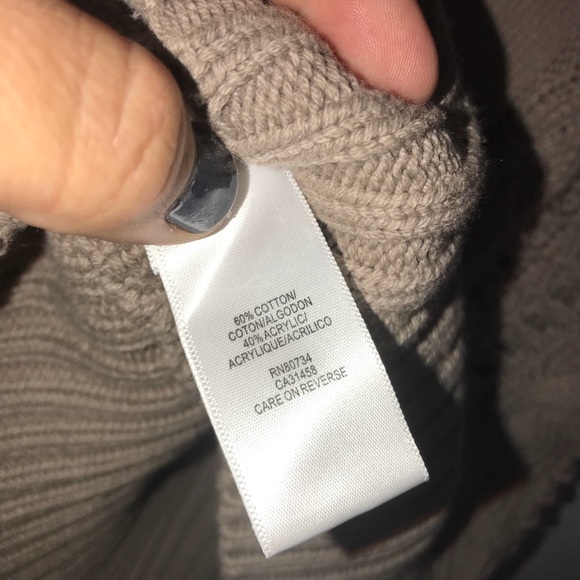 60% COTTON/
COTON/ALGODON
40% ACRYLIC/
ACRYLIQUE/ACRILICO
RN80734
CA31458
CARE ON REVERSE